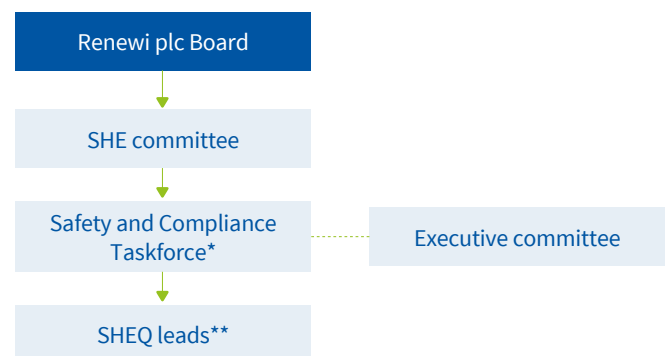 Renewi plc Board
SHE committee
Safety and Compliance
Taskforce*
Executive committee
SHEQ leads**